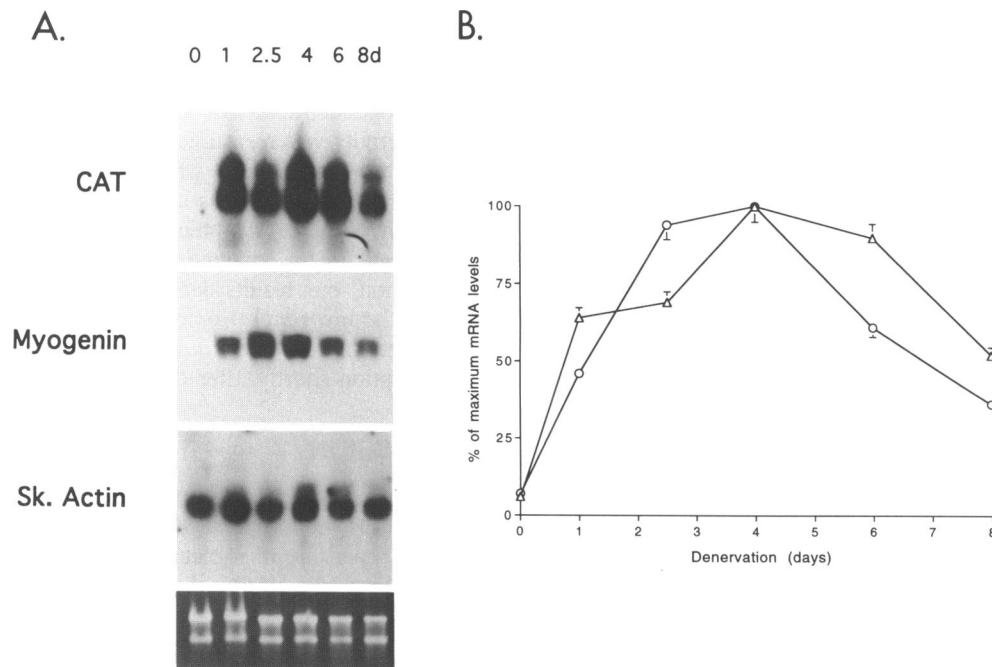 A.
0 1 2.5 4 6 8d
CAT
Myogenin
Sk. Actin
B.
% of maximum mRNA levels
100
75
50
25
0
0 1 2 3 4 5 6 7 8
Denervation (days)